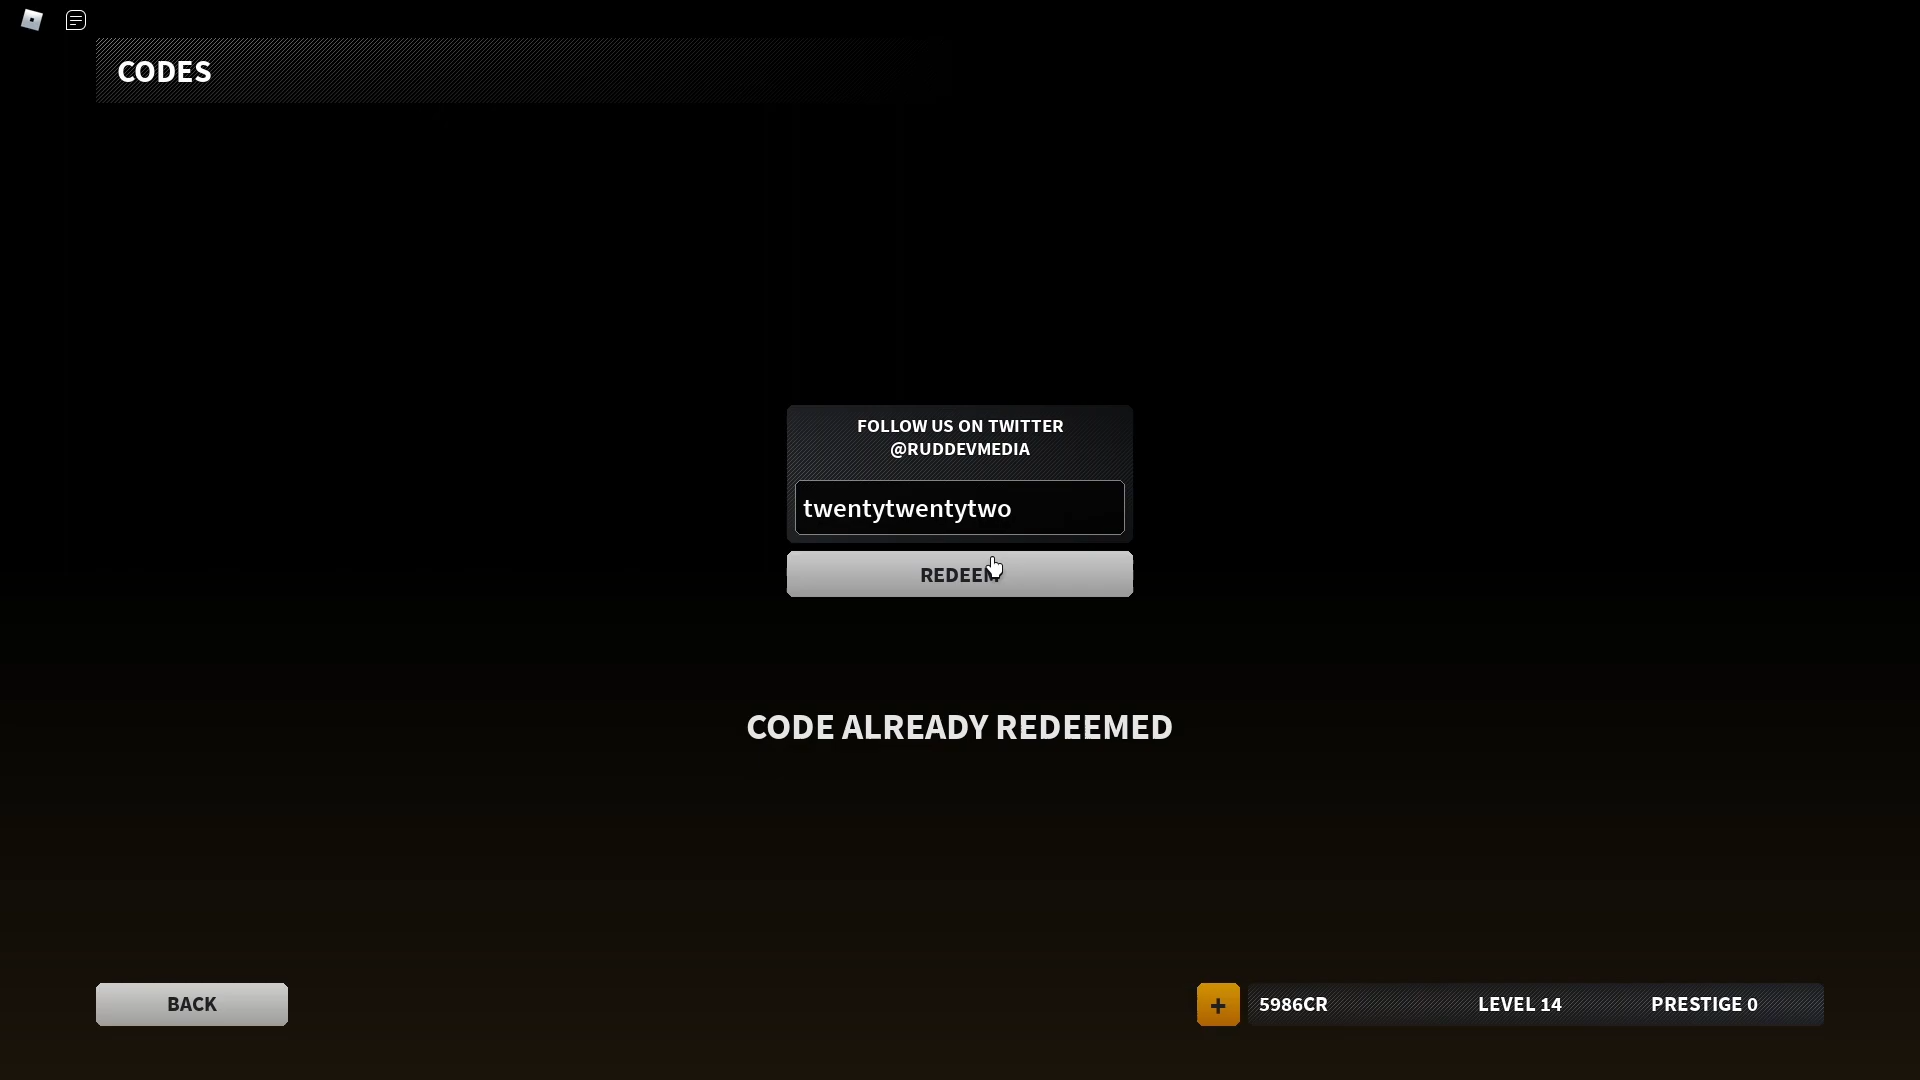 CODES
FOLLOW US ON TWITTER
@RUDDEVMEDIA
twentytwentytwo
REDEEM
CODE ALREADY REDEEMED
BACK
+ 5986CR LEVEL 14 PRESTIGE 0